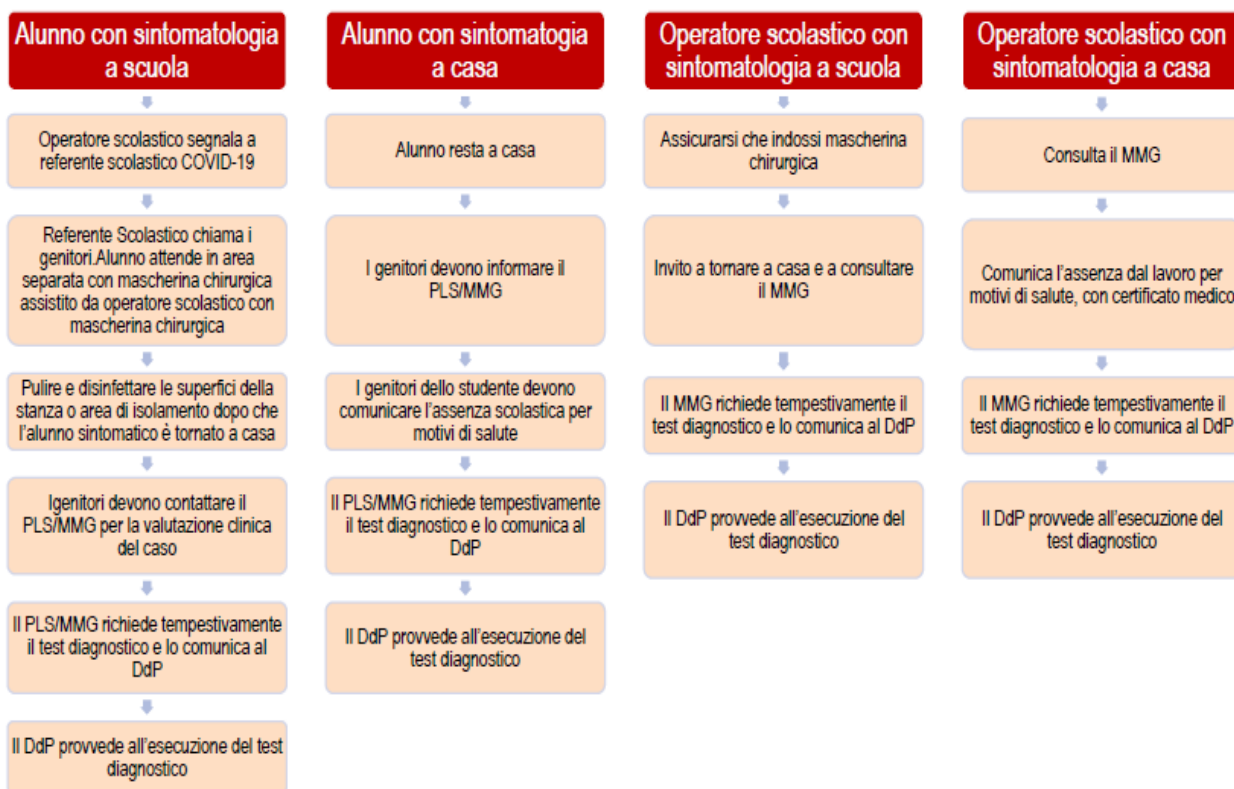 Alunno con sintomatologia
a scuola
Operatore scolastico segnala a
referente scolastico COVID-19
Referente Scolastico chiama i
genitori.Alunno attende in area
separata con mascherina chirurgica
assistito da operatore scolastico con
mascherina chirurgica
Pulire e disinfettare le superfici della
stanza o area di isolamento dopo che
l'alunno sintomatico è tornato a casa
Igenitori devono contattare il
PLS/MMG per la valutazione clinica
del caso
Il PLS/MMG richiede tempestivamente
il test diagnostico e lo comunica al
DdP
Il DdP provvede all'esecuzione del test
diagnostico
Alunno con sintomatogia
a casa
Alunno resta a casa
I genitori devono informare il
PLS/MMG
I genitori dello studente devono
comunicare l'assenza scolastica per
motivi di salute
Il PLS/MMG richiede tempestivamente
il test diagnostico e lo comunica al
DdP
Il DdP provvede all'esecuzione del
test diagnostico
Operatore scolastico con
sintomatologia a scuola
Assicurarsi che indossi mascherina
chirurgica
Invito a tornare a casa e a consultare
il MMG
Il MMG richiede tempestivamente il
test diagnostico e lo comunica al DdP
Il DdP provvede all'esecuzione del
test diagnostico
Operatore scolastico con
sintomatologia a casa
Consulta il MMG
Comunica l'assenza dal lavoro per
motivi di salute, con certificato medico
Il MMG richiede tempestivamente il
test diagnostico e lo comunica al DdP
Il DdP provvede all'esecuzione del
test diagnostico